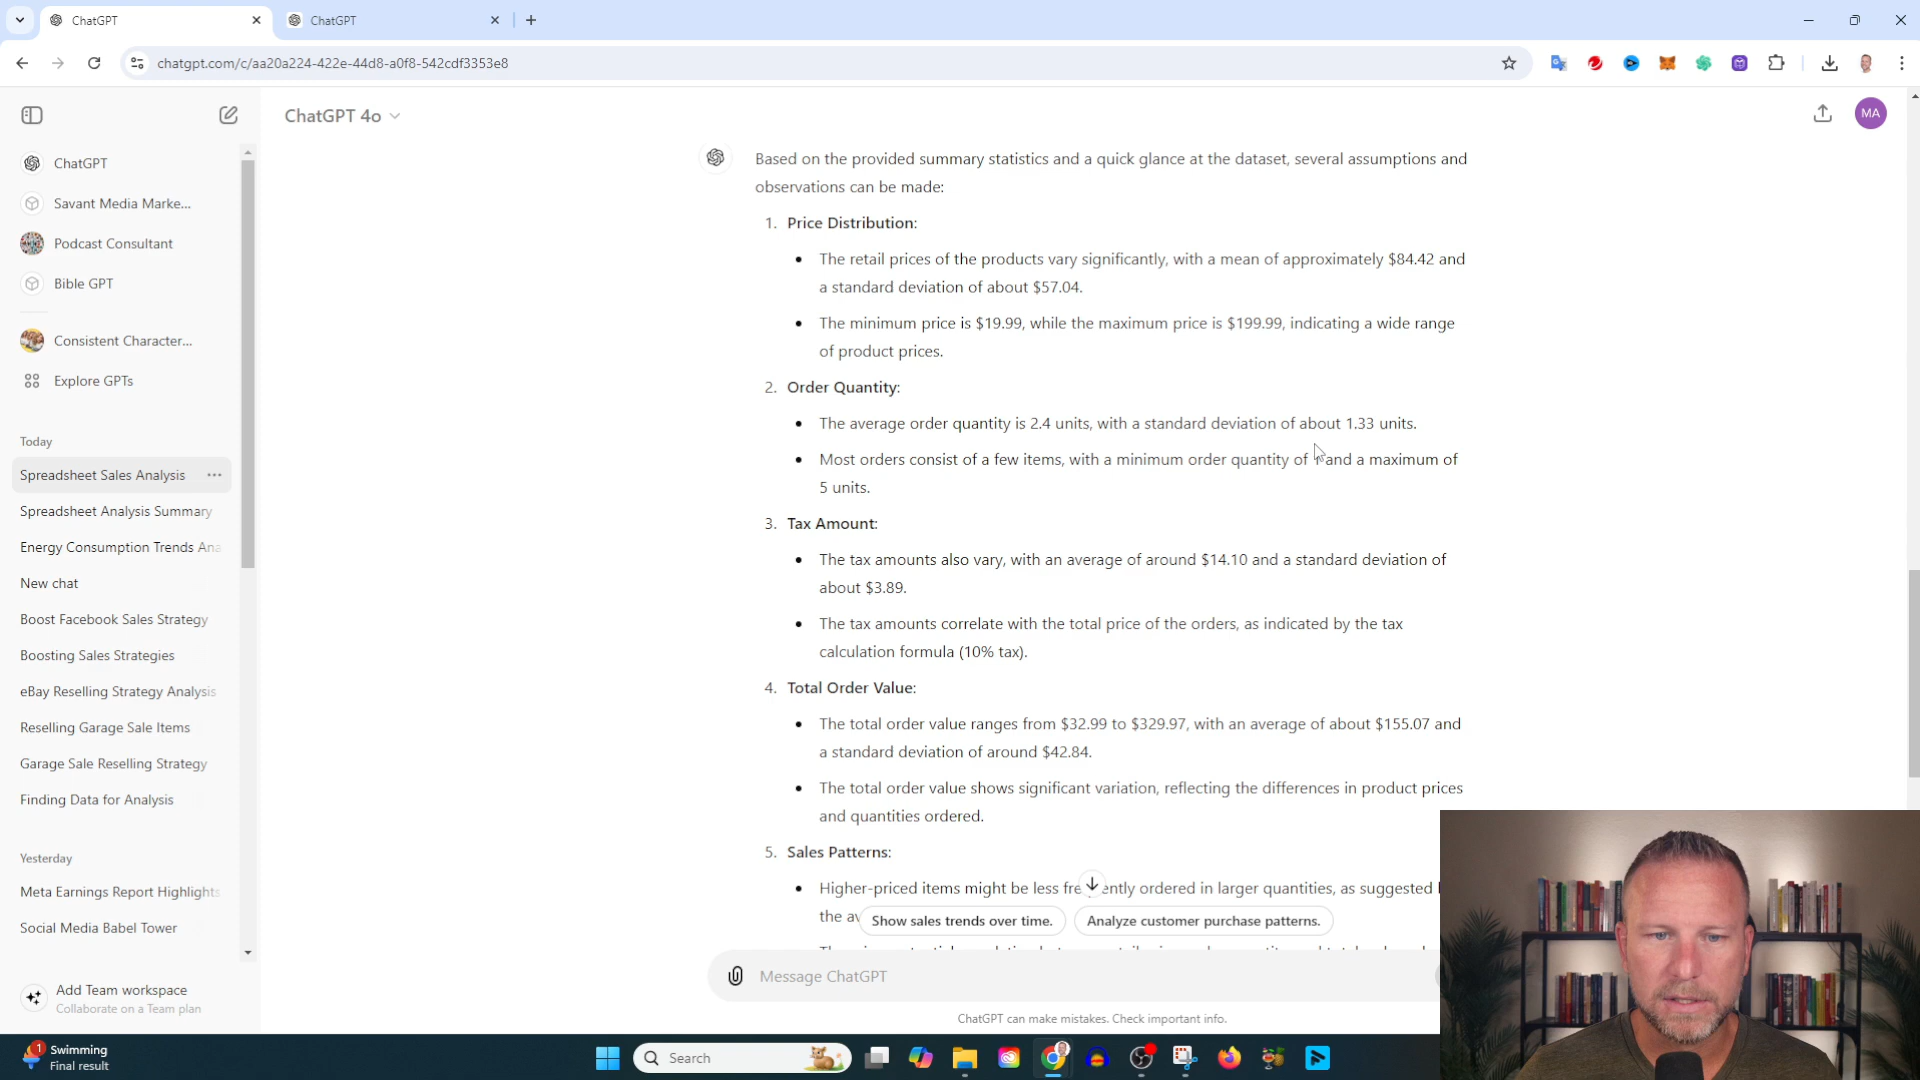 ChatGPT
ChatGPT
chatgpt.com/c/aa20a224-422e-44d8-a0f8-542cdf3353e8
ChatGPT 4o
MA
ChatGPT
Savant Media Marke...
Podcast Consultant
Bible GPT
Consistent Character...
Explore GPTs
Today
Spreadsheet Sales Analysis
Spreadsheet Analysis Summary
Energy Consumption Trends Ana
New chat
Boost Facebook Sales Strategy
Boosting Sales Strategies
eBay Reselling Strategy Analysis
Reselling Garage Sale Items
Garage Sale Reselling Strategy
Finding Data for Analysis
Yesterday
Meta Earnings Report Highlights
Social Media Babel Tower
Add Team workspace
Collaborate on a Team plan
Based on the provided summary statistics and a quick glance at the dataset, several assumptions and
observations can be made:
1. Price Distribution:
• The retail prices of the products vary significantly, with a mean of approximately $84.42 and
a standard deviation of about $57.04.
• The minimum price is $19.99, while the maximum price is $199.99, indicating a wide range
of product prices.
2. Order Quantity:
• The average order quantity is 2.4 units, with a standard deviation of about 1.33 units.
• Most orders consist of a few items, with a minimum order quantity of and a maximum of
5 units.
3. Tax Amount:
• The tax amounts also vary, with an average of around $14.10 and a standard deviation of
about $3.89.
• The tax amounts correlate with the total price of the orders, as indicated by the tax
calculation formula (10% tax).
4. Total Order Value:
• The total order value ranges from $32.99 to $329.97, with an average of about $155.07 and
a standard deviation of around $42.84.
• The total order value shows significant variation, reflecting the differences in product prices
and quantities ordered.
5. Sales Patterns:
• Higher-priced items might be less frequently ordered in larger quantities, as suggested
the
Show sales trends over time.
Analyze customer purchase patterns.
Message ChatGPT
ChatGPT can make mistakes. Check important info.
1
Swimming
Final result
Search